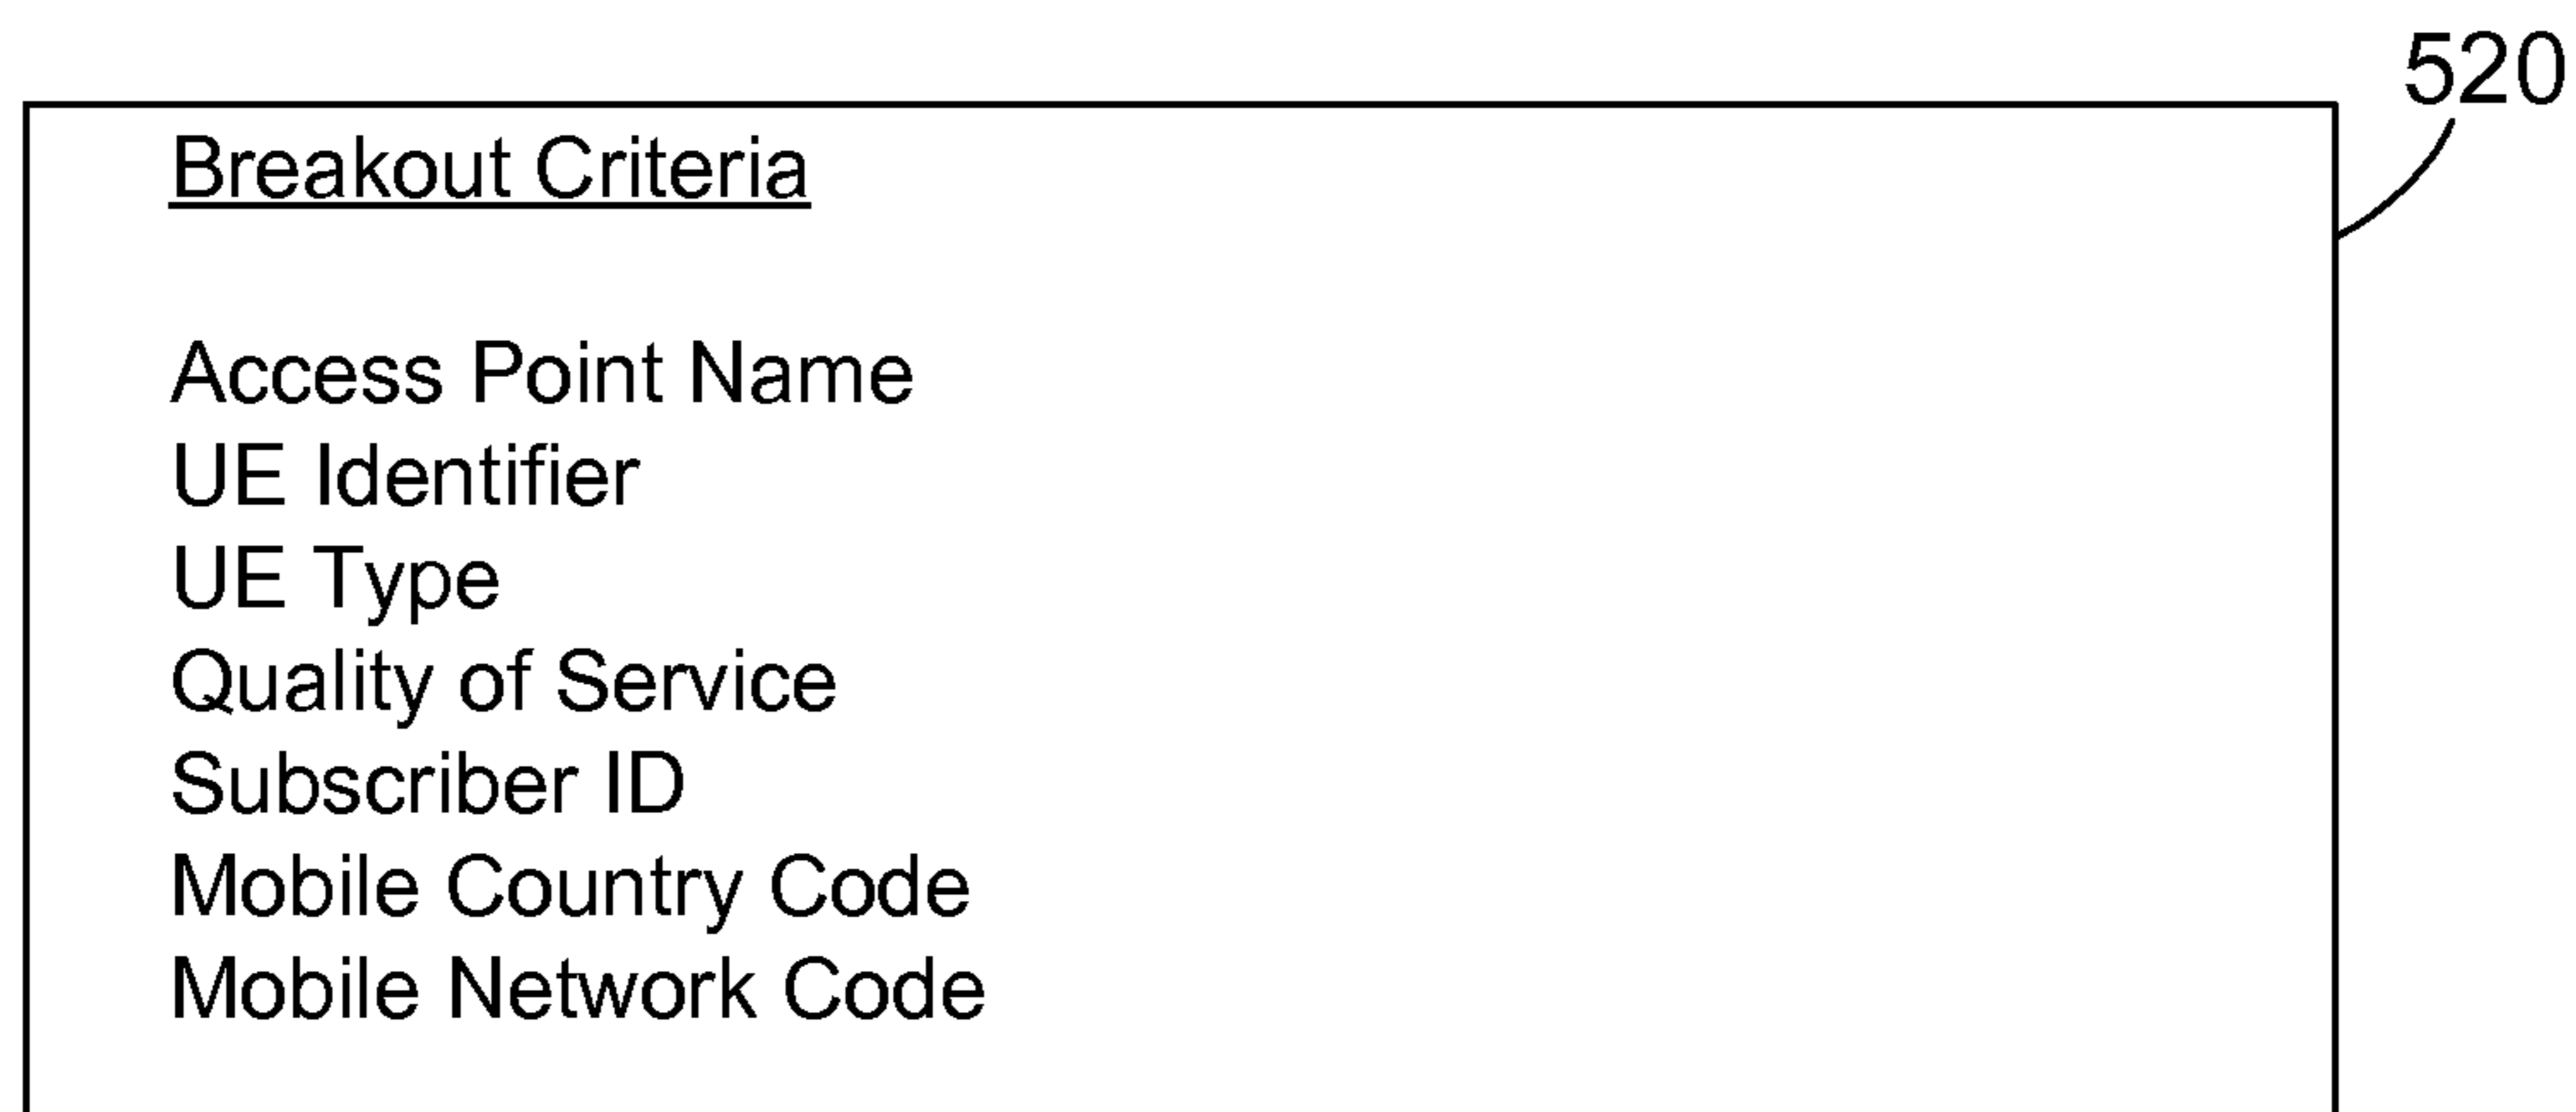 520
Breakout Criteria
Access Point Name
UE Identifier
UE Type
Quality of Service
Subscriber ID
Mobile Country Code
Mobile Network Code